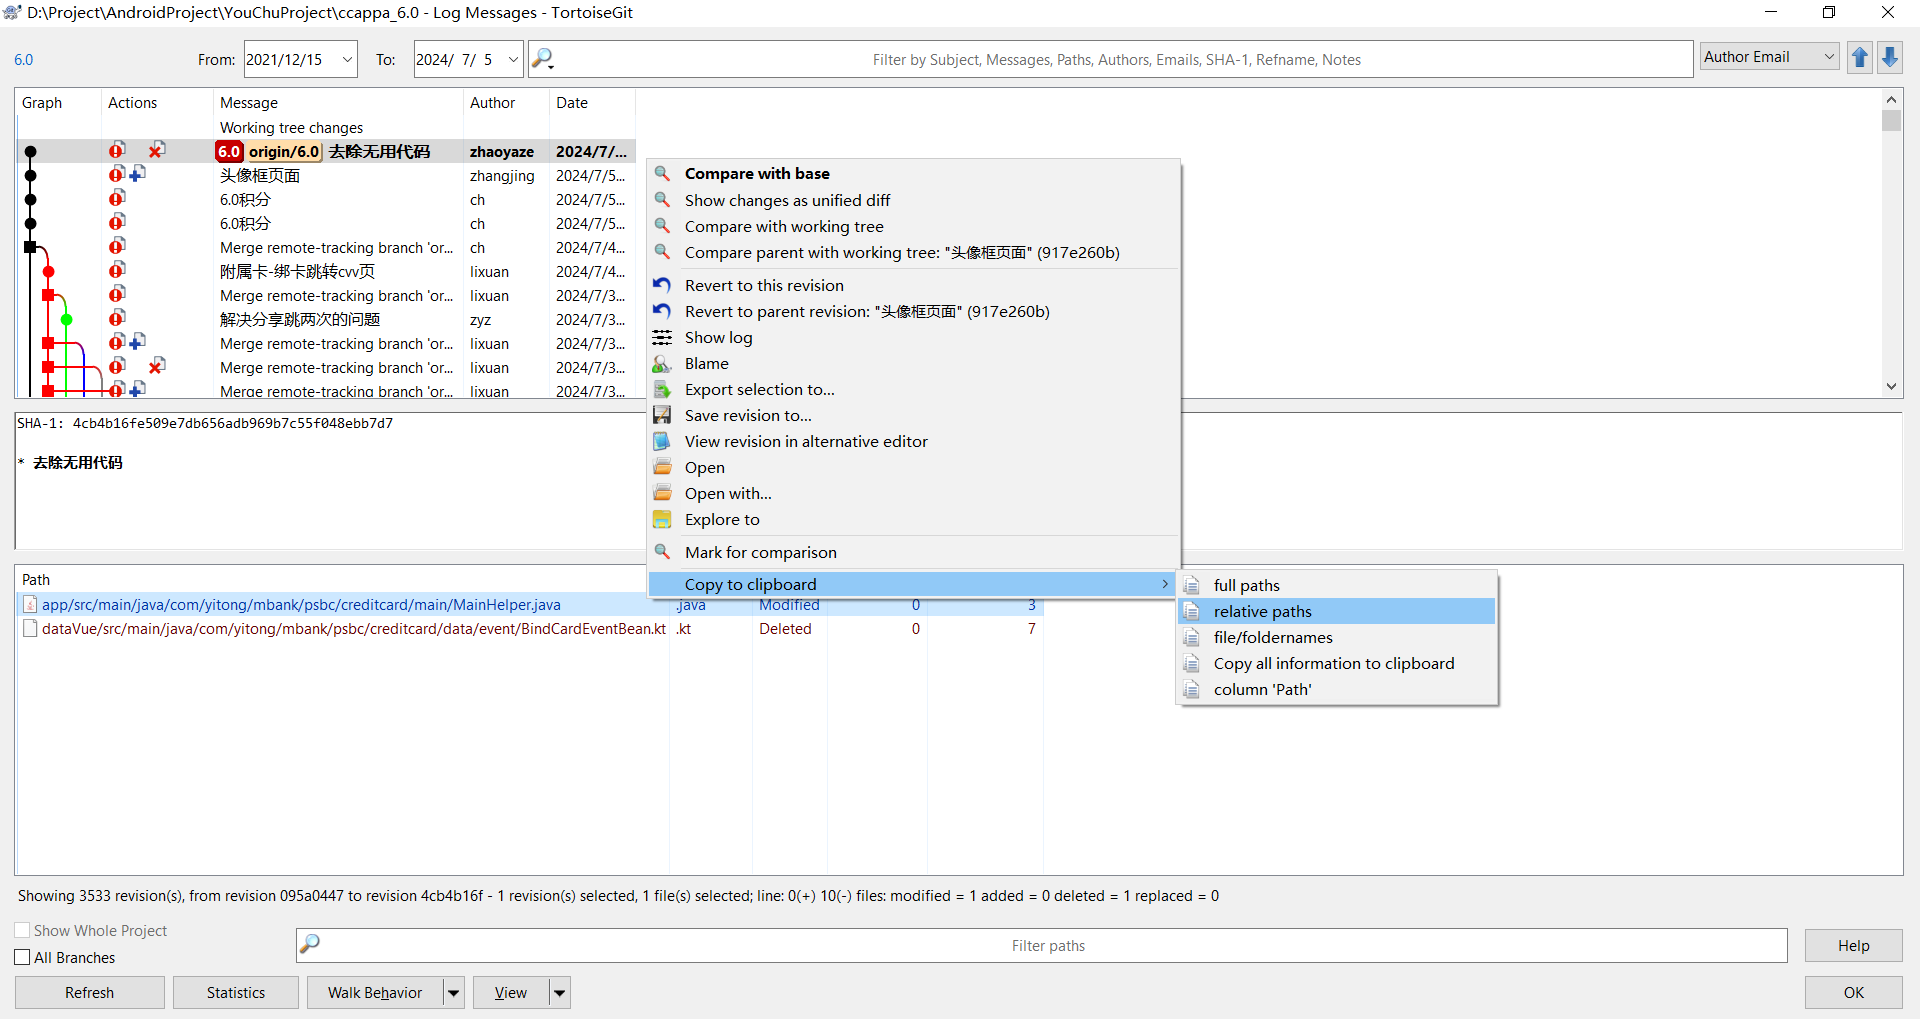 D:\Project\AndroidProject\YouChuProject\ccappa_6.0 - Log Messages - TortoiseGit
6.0 From: 2021/12/15 To: 2024/ 7/ 5 Filter by Subject, Messages, Paths, Authors, Emails, SHA-1, Refname, Notes Author Email
Graph Actions Message Author Date
Working tree changes
6.0 origin/6.0 去除无用代码 zhaoyaze 2024/7/...
头像框页面 zhangjing 2024/7/5...
6.0积分 ch 2024/7/5...
6.0积分 ch 2024/7/5...
Merge remote-tracking branch 'or... ch 2024/7/4...
附属卡-绑卡跳转cvv页 lixuan 2024/7/4...
Merge remote-tracking branch 'or... lixuan 2024/7/3...
解决分享跳两次的问题 zyz 2024/7/3...
Merge remote-tracking branch 'or... lixuan 2024/7/3...
Merge remote-tracking branch 'or... lixuan 2024/7/3...
Merge remote-tracking branch 'or... lixuan 2024/7/3...
Compare with base
Show changes as unified diff
Compare with working tree
Compare parent with working tree: "头像框页面" (917e260b)
Revert to this revision
Revert to parent revision: "头像框页面" (917e260b)
Show log
Blame
Export selection to...
Save revision to...
View revision in alternative editor
Open
Open with...
Explore to
Mark for comparison
Copy to clipboard
full paths
relative paths
file/foldernames
Copy all information to clipboard
column 'Path'
SHA-1: 4cb4b16fe509e7db656adb969b7c55f048ebb7d7
* 去除无用代码
Path
app/src/main/java/com/yitong/mbank/psbc/creditcard/main/MainHelper.java .java Modified 0 3
dataVue/src/main/java/com/yitong/mbank/psbc/creditcard/data/event/BindCardEventBean.kt .kt Deleted 0 7
Showing 3533 revision(s), from revision 095a0447 to revision 4cb4b16f - 1 revision(s) selected, 1 file(s) selected; line: 0(+) 10(-) files: modified = 1 added = 0 deleted = 1 replaced = 0
Show Whole Project
All Branches
Filter paths
Help
Refresh Statistics Walk Behavior View OK